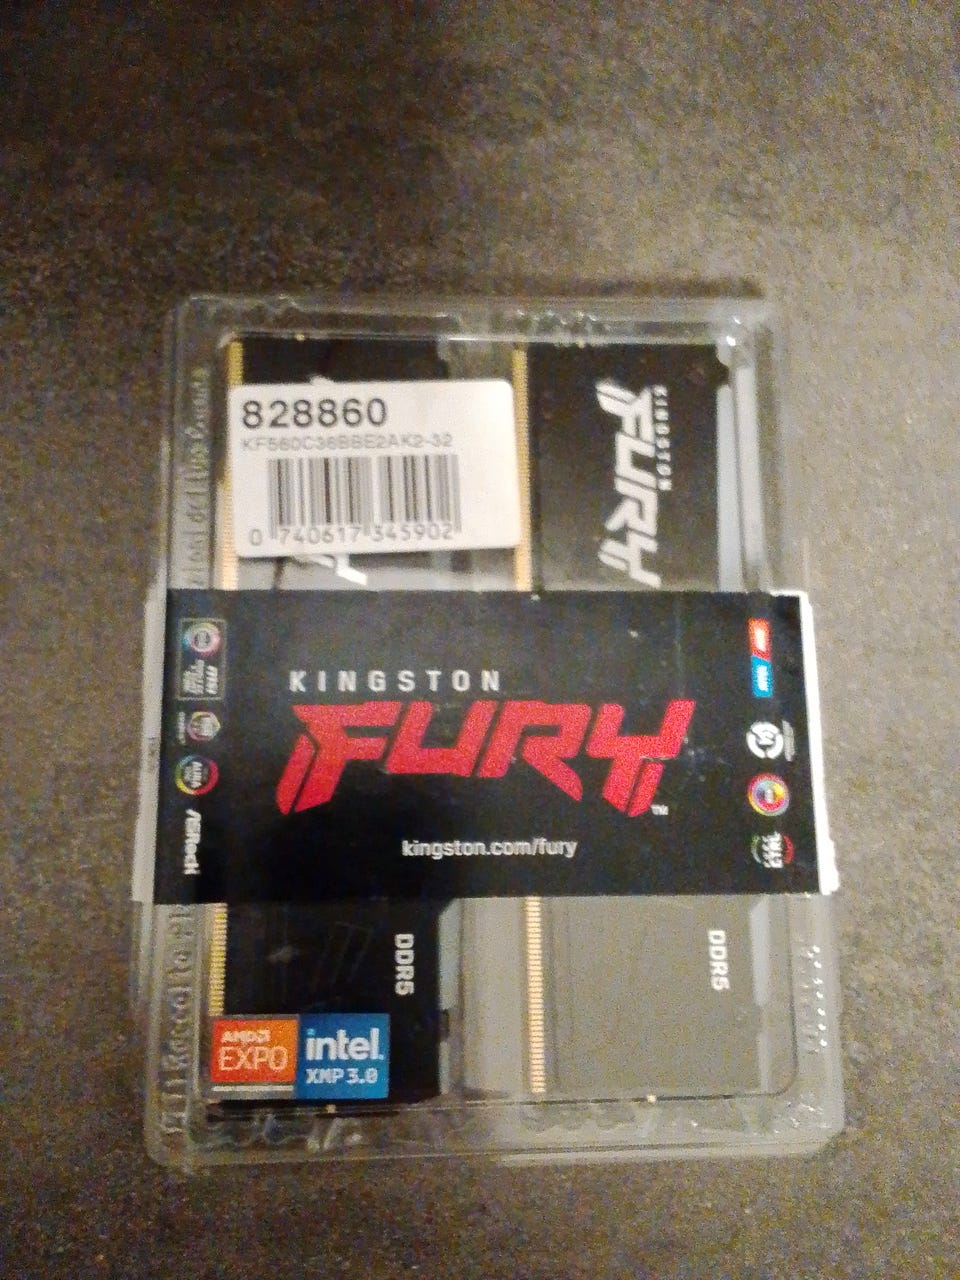 828860
KF560C36BBE2AK2-32
0 740617 345902
KINGSTON
FURY
KINGSTON
FURY™
kingston.com/fury
ASRock
DDR5
DDR5
AMD
EXPO
intel.
XMP 3.0